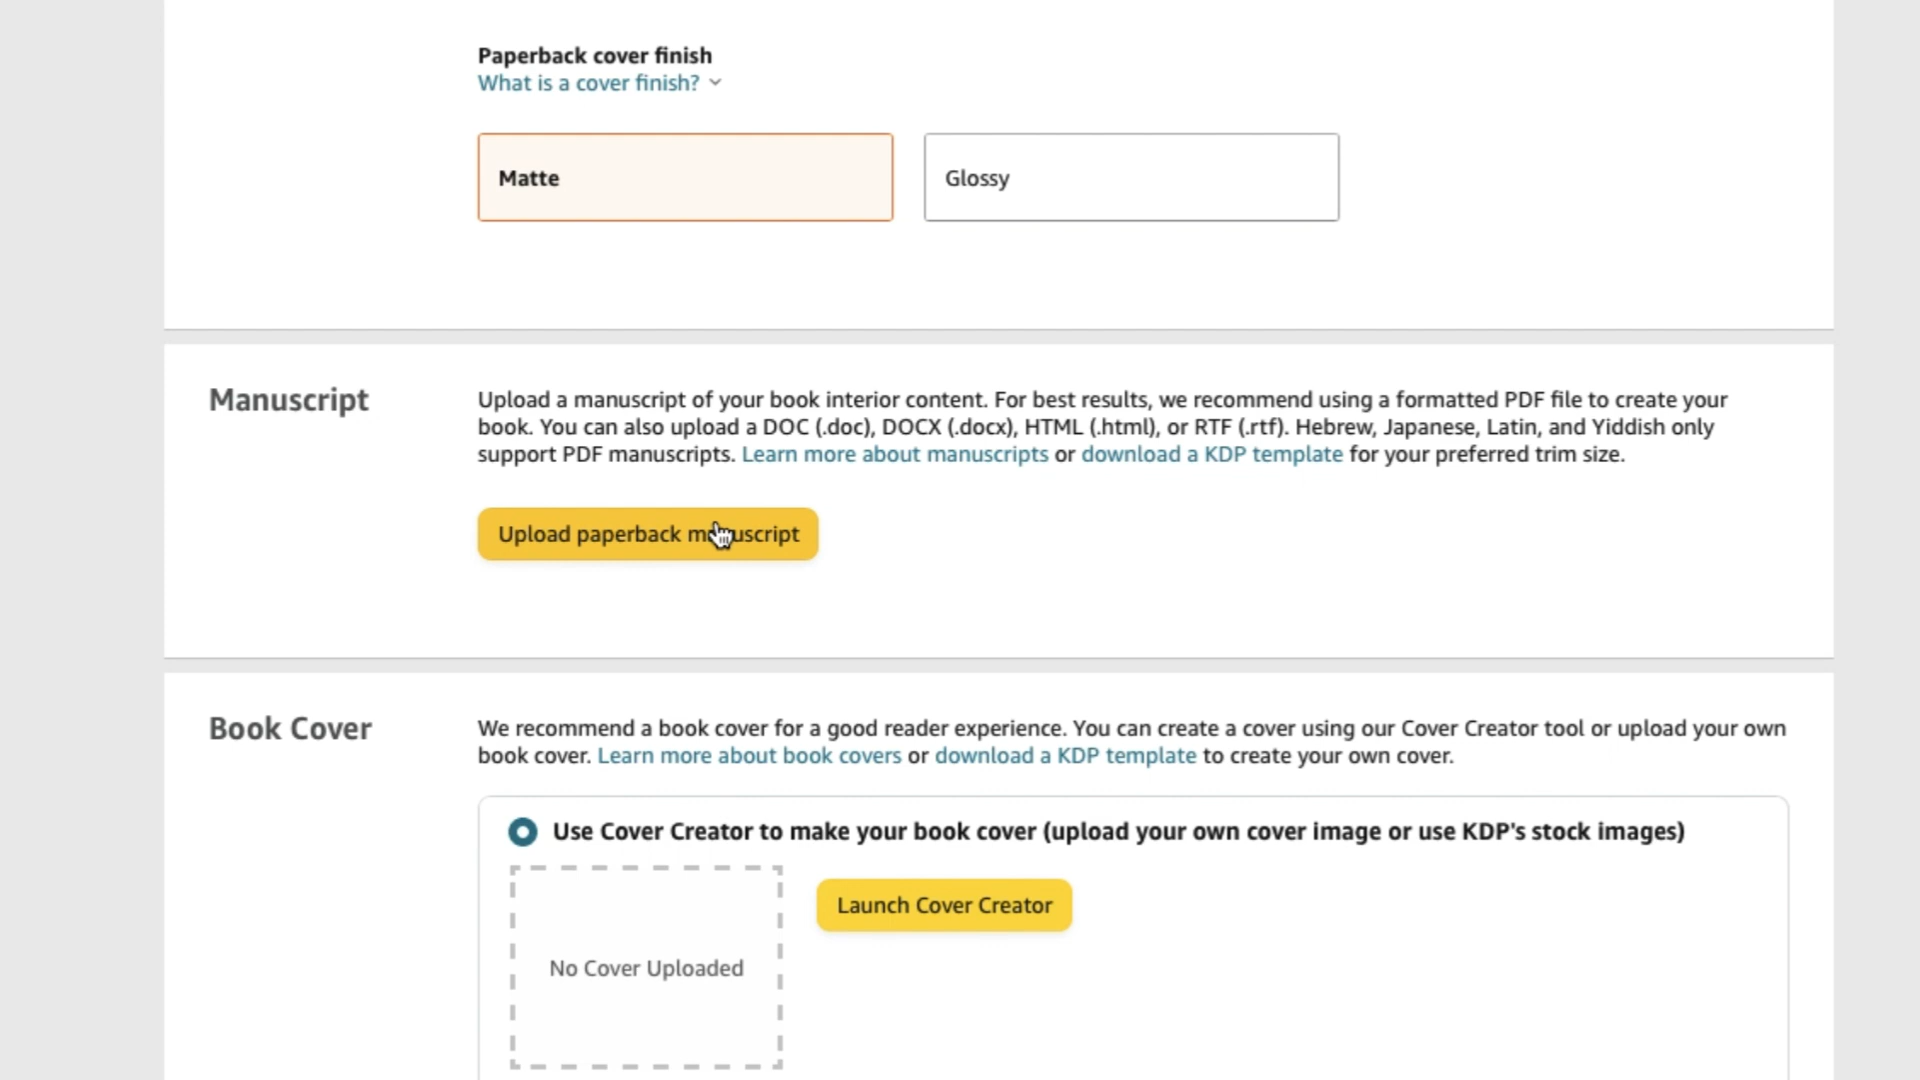 Paperback cover finish
What is a cover finish?
Matte
Glossy
Manuscript
Upload a manuscript of your book interior content. For best results, we recommend using a formatted PDF file to create your
book. You can also upload a DOC (.doc), DOCX (.docx), HTML (.html), or RTF (.rtf). Hebrew, Japanese, Latin, and Yiddish only
support PDF manuscripts. Learn more about manuscripts or download a KDP template for your preferred trim size.
Upload paperback manuscript
Book Cover
We recommend a book cover for a good reader experience. You can create a cover using our Cover Creator tool or upload your own
book cover. Learn more about book covers or download a KDP template to create your own cover.
Use Cover Creator to make your book cover (upload your own cover image or use KDP's stock images)
Launch Cover Creator
No Cover Uploaded